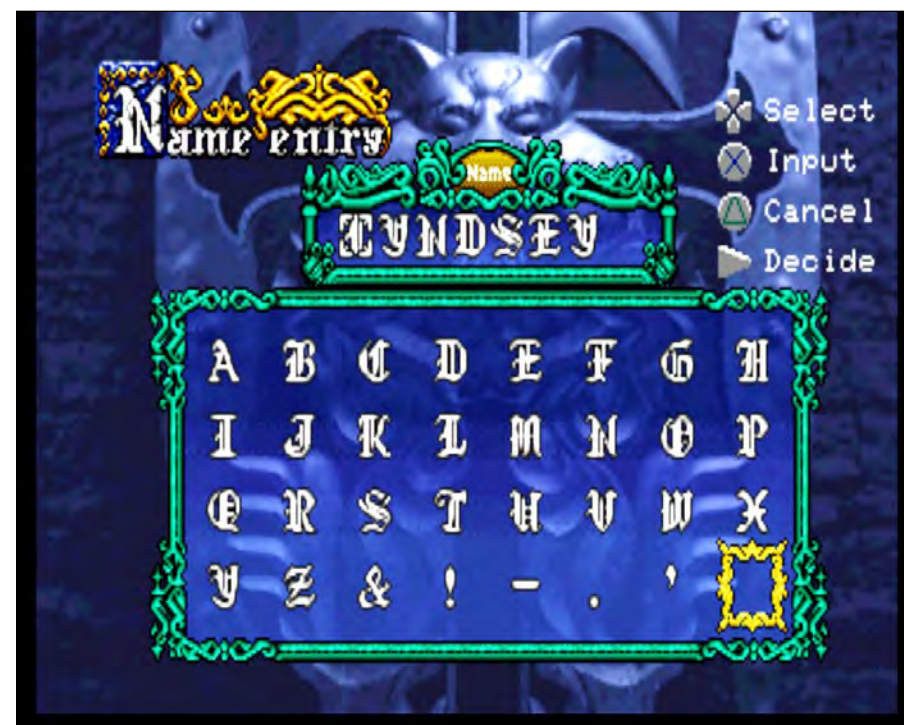 Name entry
Select
Input
Cancel
Decide
Name
LYNDSEY
A B C D E F G H
I J K L M N O P
Q R S T U V W X
Y Z & ! - . '